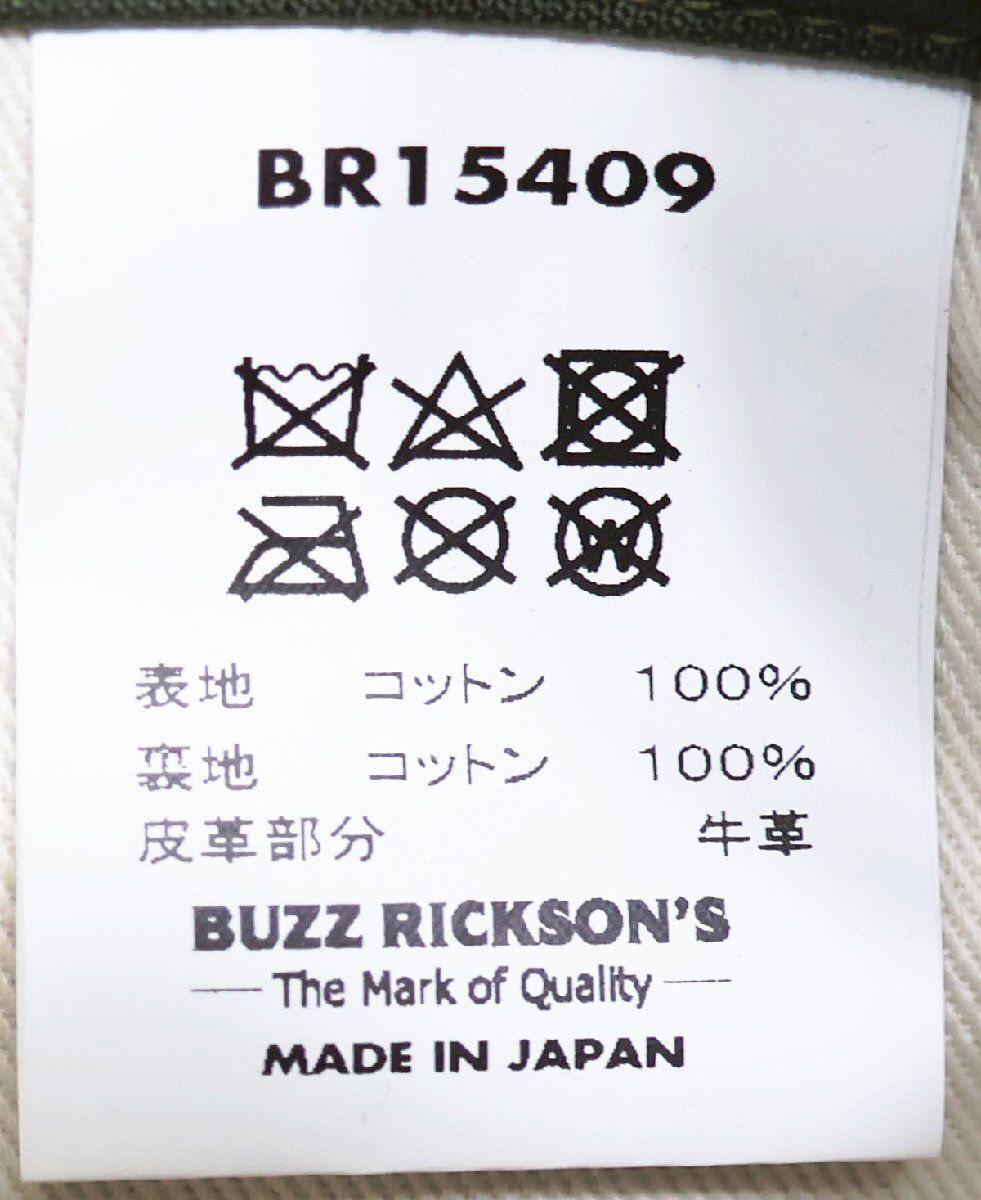 BR15409
W
表地 コットン 100%
裏地 コットン 100%
皮革部分 牛革
BUZZ RICKSON'S
The Mark of Quality
MADE IN JAPAN